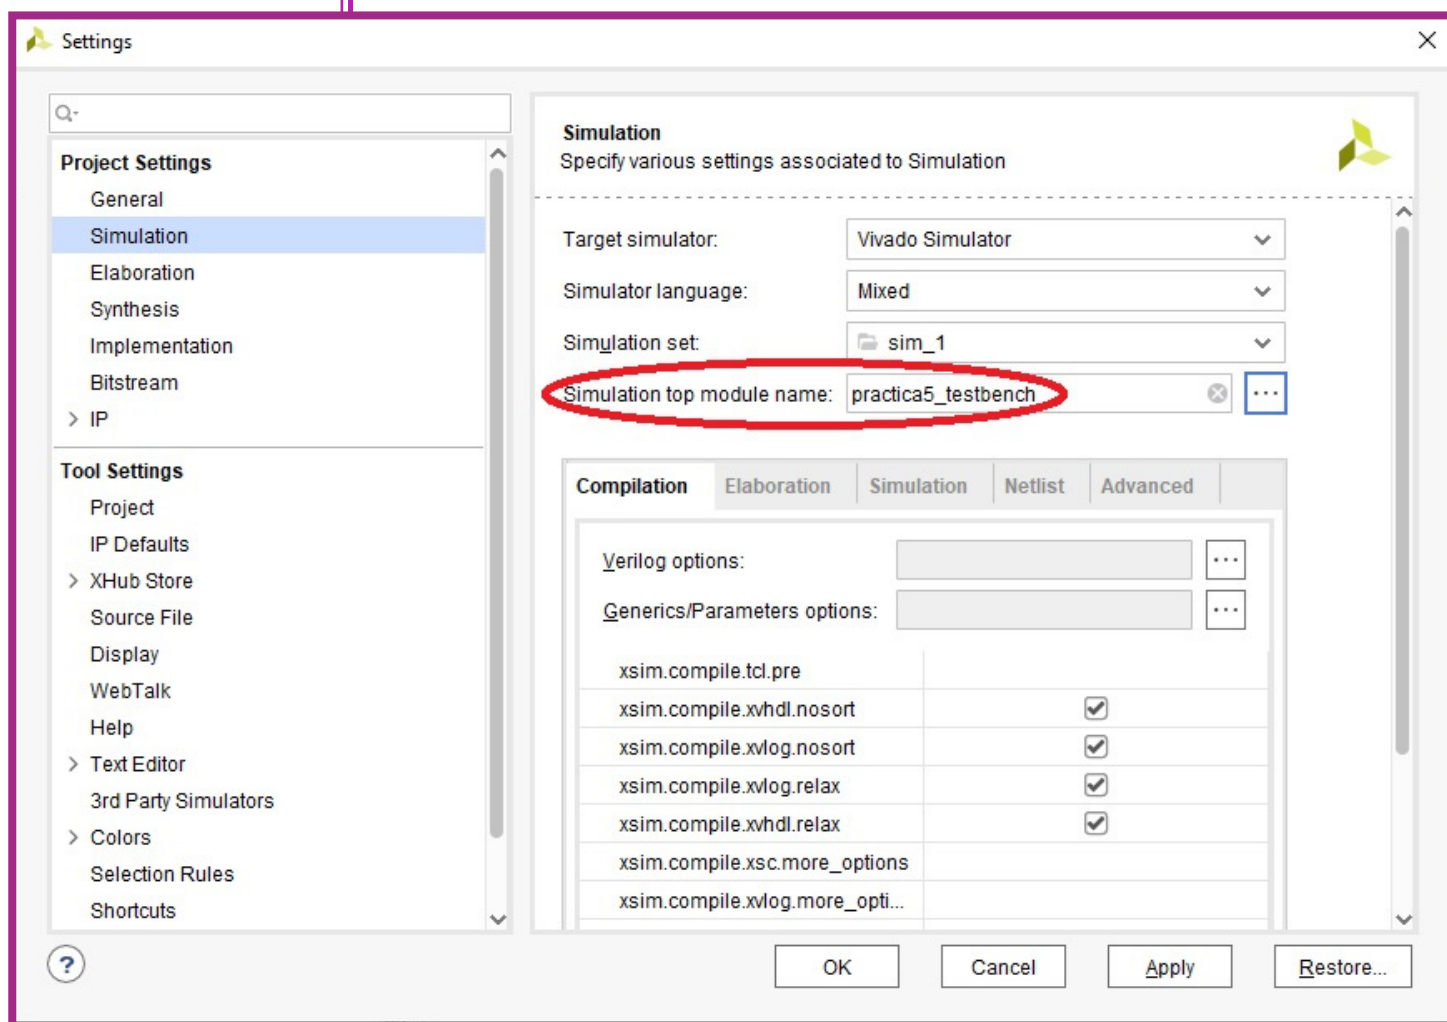 Settings
Project Settings
General
Simulation
Elaboration
Synthesis
Implementation
Bitstream
IP
Tool Settings
Project
IP Defaults
XHub Store
Source File
Display
WebTalk
Help
Text Editor
3rd Party Simulators
Colors
Selection Rules
Shortcuts
Simulation
Specify various settings associated to Simulation
Target simulator: Vivado Simulator
Simulator language: Mixed
Simulation set: sim_1
Simulation top module name: practica5_testbench
Compilation Elaboration Simulation Netlist Advanced
Verilog options:
Generics/Parameters options:
xsim.compile.tcl.pre
xsim.compile.xvhdl.nosort
xsim.compile.xvlog.nosort
xsim.compile.xvlog.relax
xsim.compile.xvhdl.relax
xsim.compile.xsc.more_options
xsim.compile.xvlog.more_opti...
? OK Cancel Apply Restore...